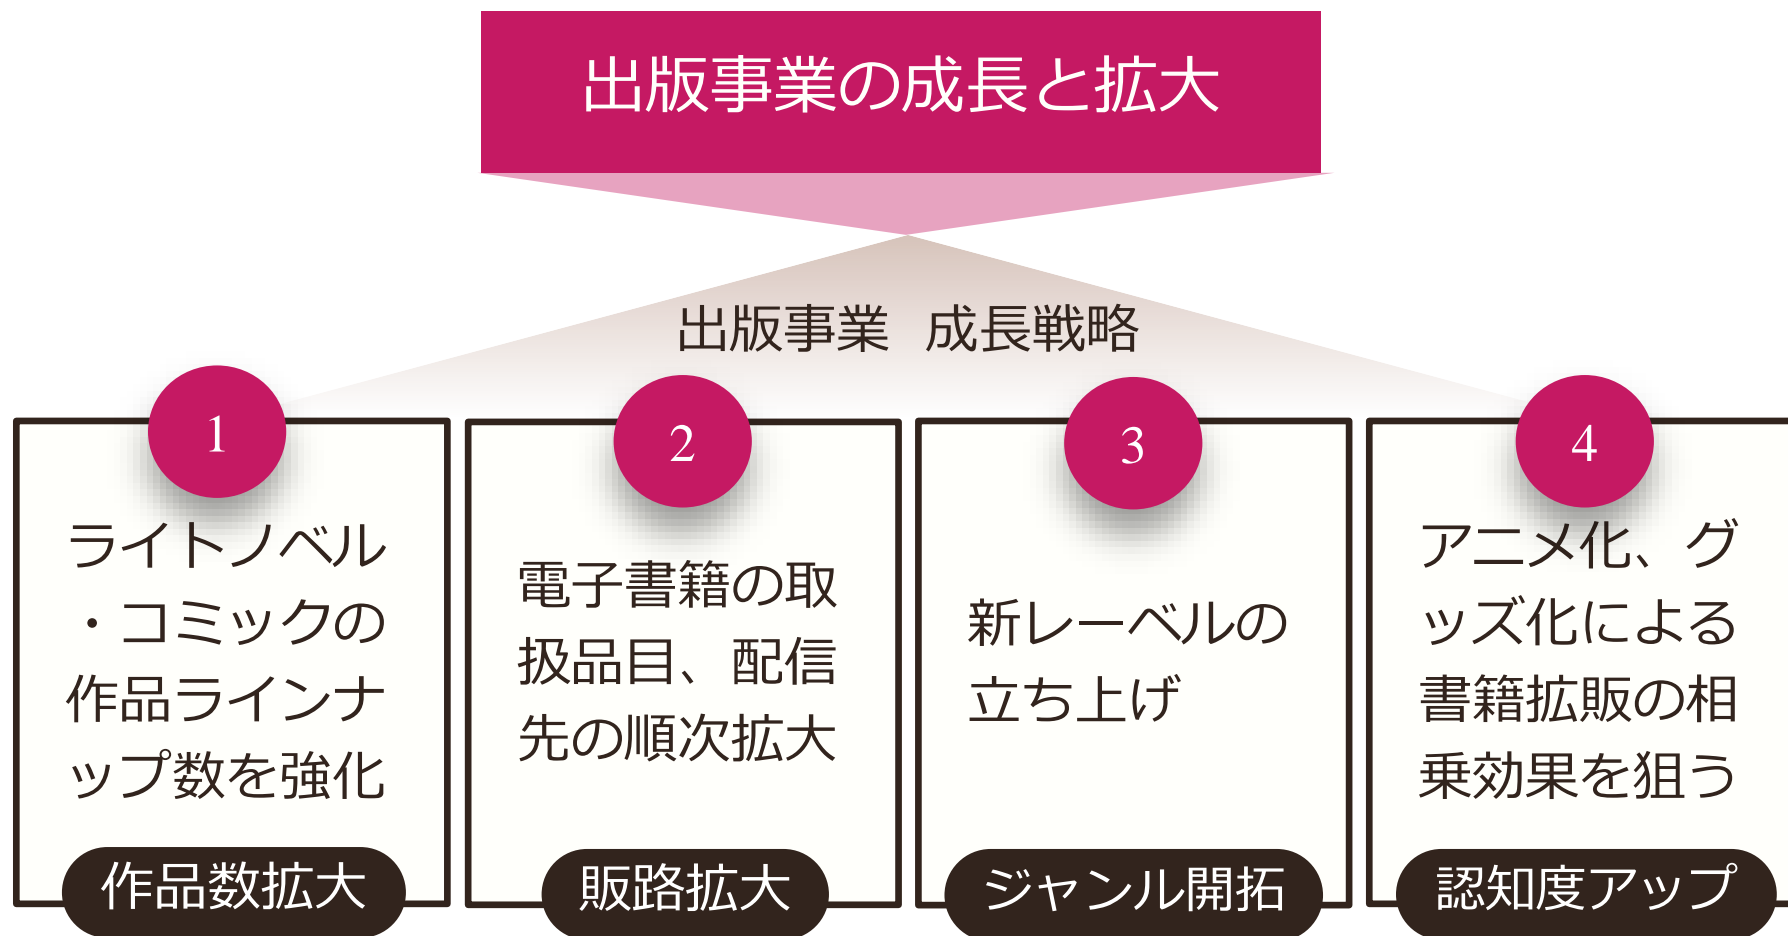 出版事業の成長と拡大
出版事業 成長戦略
1
ライトノベル
・コミックの
作品ラインナ
ップ数を強化
作品数拡大
2
電子書籍の取
扱品目、配信
先の順次拡大
販路拡大
3
新レーベルの
立ち上げ
ジャンル開拓
4
アニメ化、グ
ッズ化による
書籍拡販の相
乗効果を狙う
認知度アップ